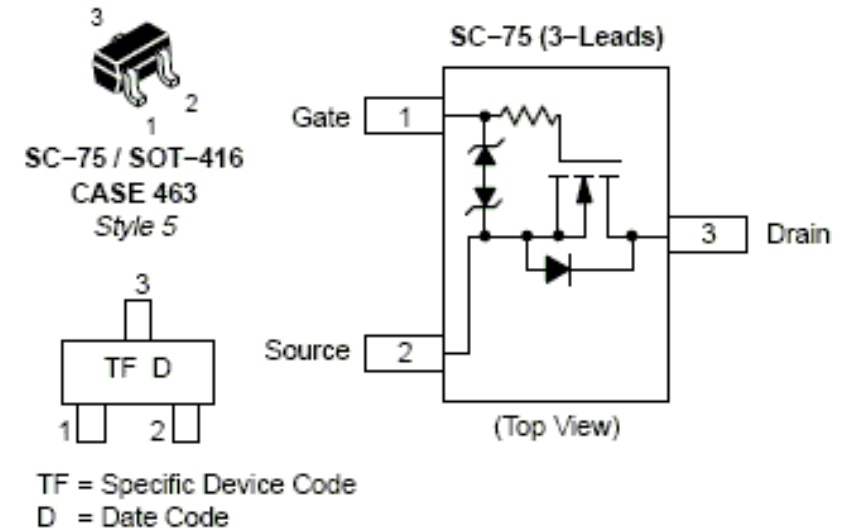 3
2
1
SC–75 / SOT–416
CASE 463
Style 5
3
TF D
1
2
TF = Specific Device Code
D = Date Code
SC–75 (3–Leads)
Gate
1
3
Drain
Source
2
(Top View)